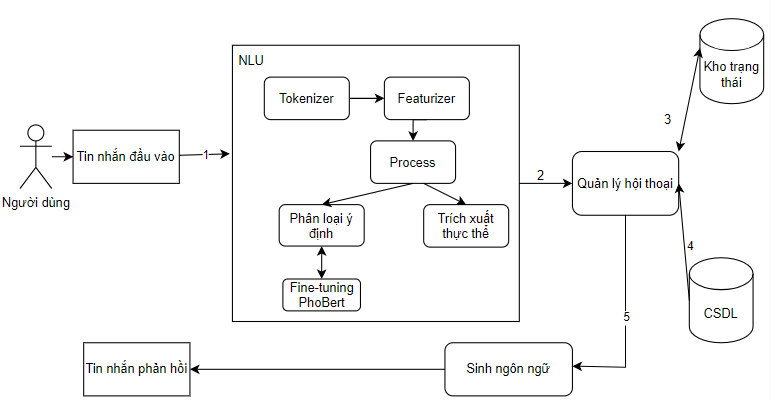 NLU
Tokenizer
Featurizer
Kho trạng
thái
3
Process
Tin nhắn đầu vào
1
2
Quản lý hội thoại
Người dùng
Phân loại ý
định
Trích xuất
thực thể
4
Fine-tuning
PhoBert
CSDL
5
Tin nhắn phản hồi
Sinh ngôn ngữ